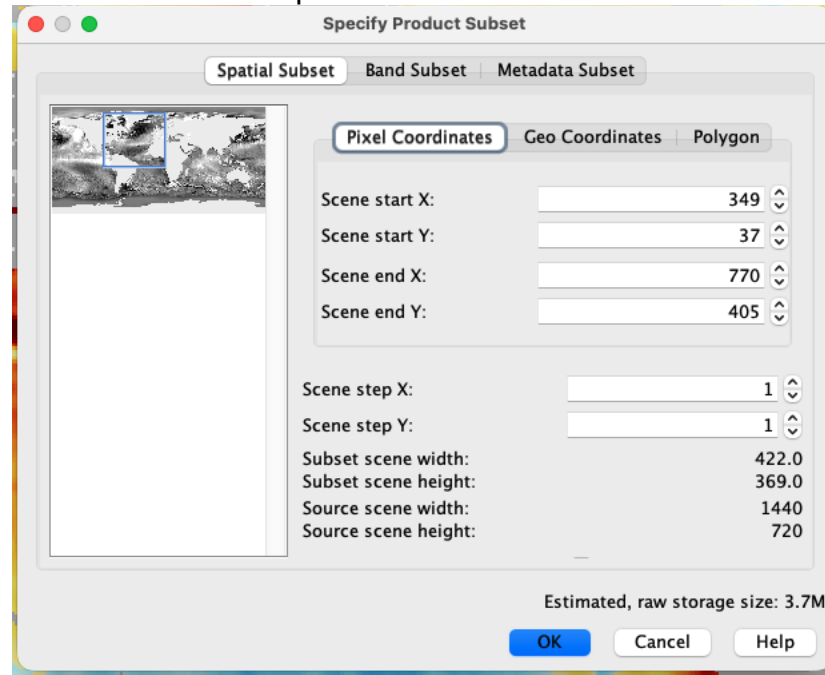 Specify Product Subset
Spatial Subset Band Subset Metadata Subset
Pixel Coordinates Geo Coordinates Polygon
Scene start X: 349
Scene start Y: 37
Scene end X: 770
Scene end Y: 405
Scene step X: 1
Scene step Y: 1
Subset scene width: 422.0
Subset scene height: 369.0
Source scene width: 1440
Source scene height: 720
Estimated, raw storage size: 3.7M
OK Cancel Help